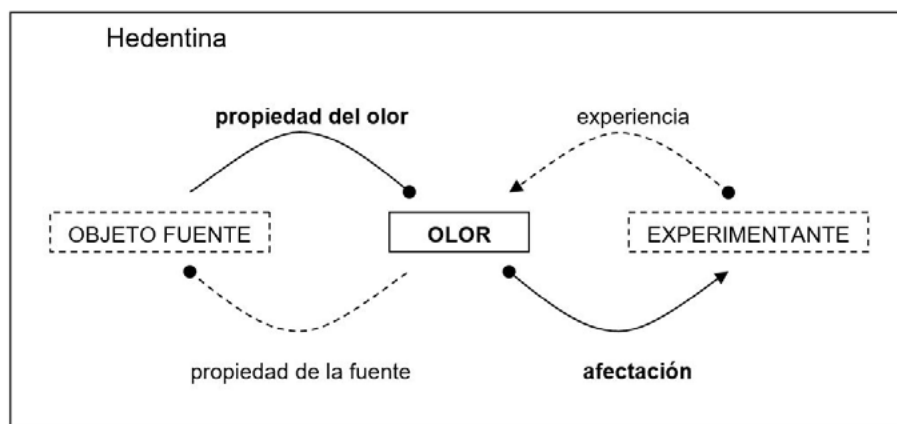 Hedentina
propiedad del olor
experiencia
OBJETO FUENTE
OLOR
EXPERIMENTANTE
propiedad de la fuente
afectación